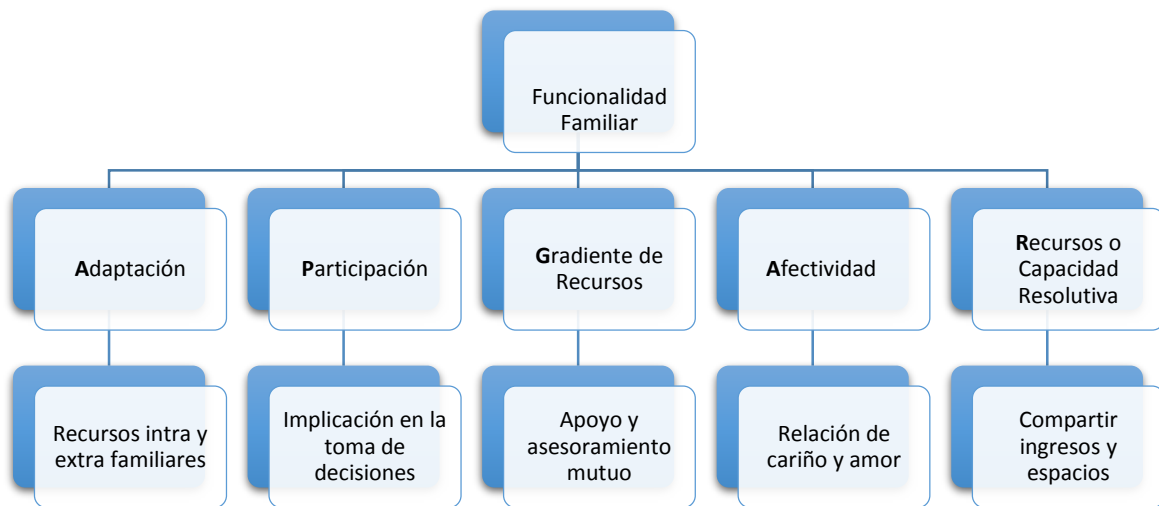 Funcionalidad
Familiar
Adaptación
Participación
Gradiente de
Recursos
Afectividad
Recursos o
Capacidad
Resolutiva
Recursos intra y
extra familiares
Implicación en la
toma de
decisiones
Apoyo y
asesoramiento
mutuo
Relación de
cariño y amor
Compartir
ingresos y
espacios